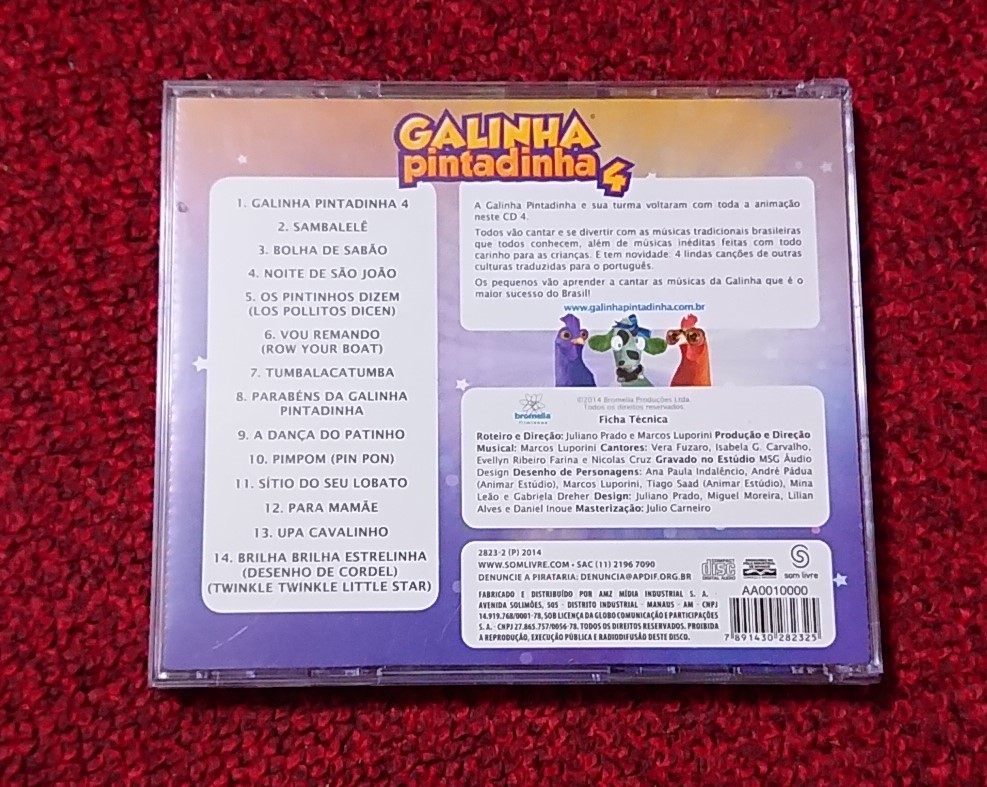 GALINHA
pintadinha 4
1. GALINHA PINTADINHA 4
2. SAMBALELÊ
3. BOLHA DE SABÃO
4. NOITE DE SÃO JOÃO
5. OS PINTINHOS DIZEM
(LOS POLLITOS DICEN)
6. VOU REMANDO
(ROW YOUR BOAT)
7. TUMBALACATUMBA
8. PARABÉNS DA GALINHA
PINTADINHA
9. A DANÇA DO PATINHO
10. PIMPOM (PIN PON)
11. SÍTIO DO SEU LOBATO
12. PARA MAMÃE
13. UPA CAVALINHO
14. BRILHA BRILHA ESTRELINHA
(DESENHO DE CORDEL)
(TWINKLE TWINKLE LITTLE STAR)
A Galinha Pintadinha e sua turma voltaram com toda a animação
neste CD 4.
Todos vão cantar e se divertir com as músicas tradicionais brasileiras
que todos conhecem, além de músicas inéditas feitas com todo
carinho para as crianças. E tem novidade: 4 lindas canções de outras
culturas traduzidas para o português.
Os pequenos vão aprender a cantar as músicas da Galinha que é o
maior sucesso do Brasil!
www.galinhapintadinha.com.br
bromelia
©2014 Bromelia Produções Ltda.
Todos os direitos reservados
Ficha Técnica
Roteiro e Direção: Juliano Prado e Marcos Luporini Produção e Direção
Musical: Marcos Luporini Cantores: Vera Fuzaro, Isabela G. Carvalho,
Evellyn Ribeiro Farina e Nicolas Cruz Gravado no Estúdio MSG Áudio
Design Desenho de Personagens: Ana Paula Indalêncio, André Pádua
(Animar Estúdio), Marcos Luporini, Tiago Saad (Animar Estúdio), Mina
Leão e Gabriela Dreher Design: Juliano Prado, Miguel Moreira, Lilian
Alves e Daniel Inoue Masterização: Julio Carneiro
2823-2 (P) 2014
WWW.SOMLIVRE.COM • SAC (11) 2196 7090
DENUNCIE A PIRATARIA: DENUNCIA@APDIF.ORG.BR
COMPACT
disc
DIGITAL AUDIO
som livre
FABRICADO E DISTRIBUÍDO POR AMZ MÍDIA INDUSTRIAL S. A. -
AVENIDA SOLIMÕES, 505 - DISTRITO INDUSTRIAL - MANAUS - AM - CNPJ
14.919.768/0001-78, SOB LICENÇA DA GLOBO COMUNICAÇÃO E PARTICIPAÇÕES
S. A. - CNPJ 27.865.757/0056-78. TODOS OS DIREITOS RESERVADOS. PROIBIDA
A REPRODUÇÃO, EXECUÇÃO PÚBLICA E RADIODIFUSÃO DESTE DISCO.
AA0010000
7 891430 282325